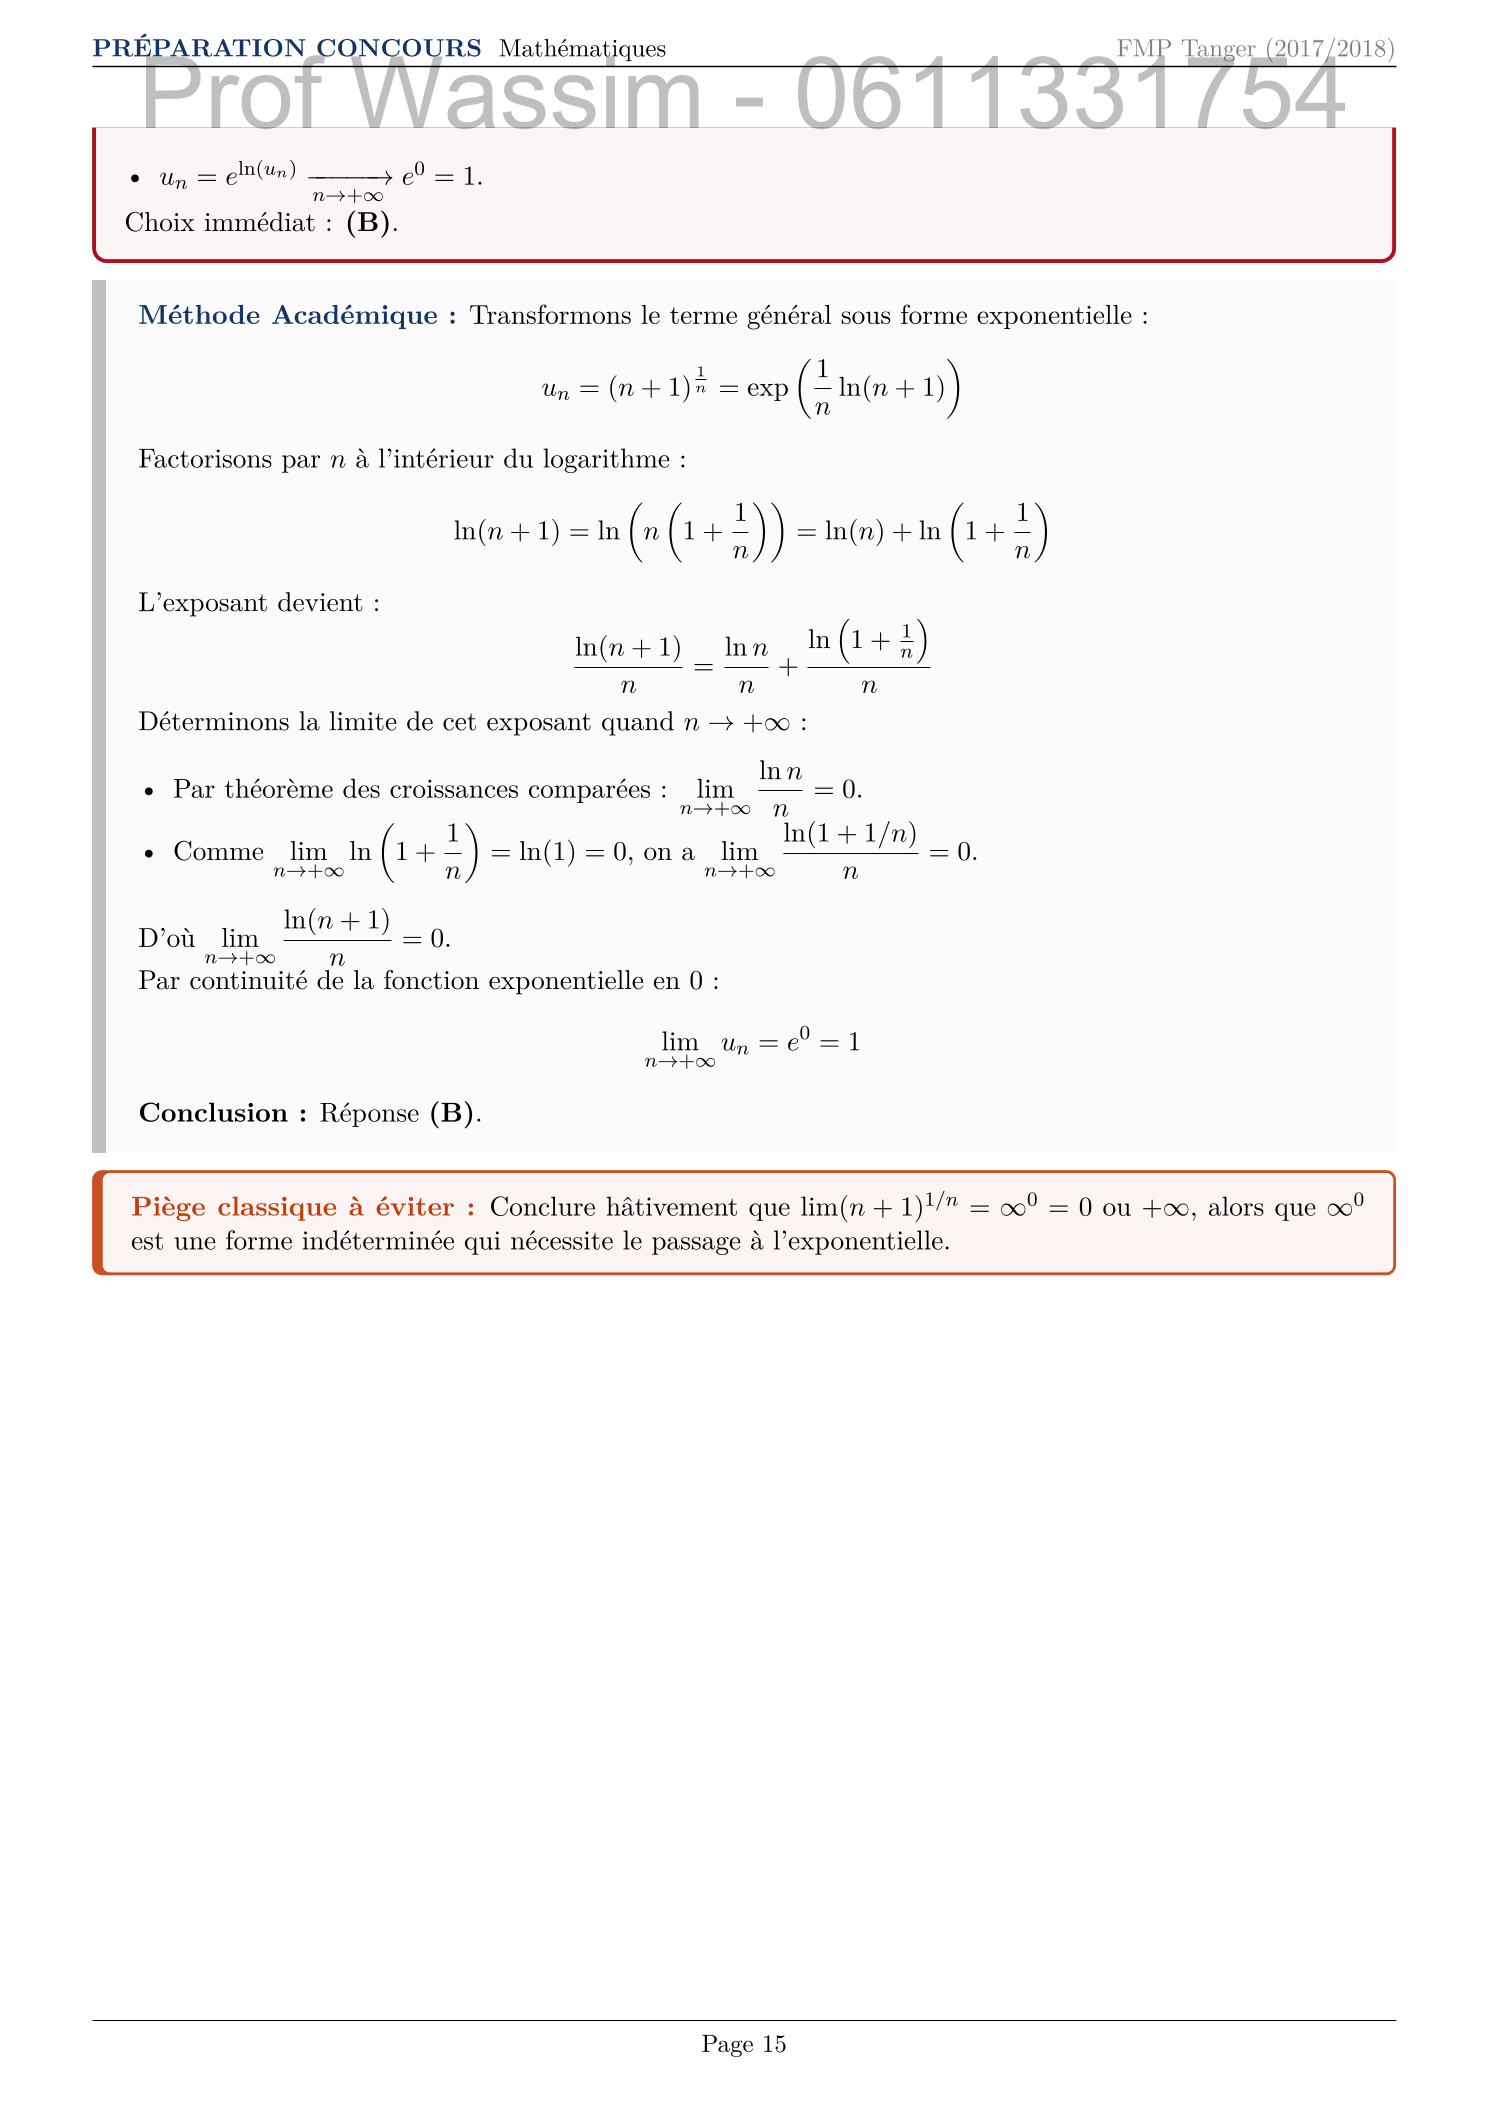 PRÉPARATION CONCOURS Mathématiques FMP Tanger (2017/2018)
Prof Wassim - 0611331754
• uₙ = e^{ln(uₙ)} ⟶_{n→+∞} e⁰ = 1.
Choix immédiat : (B).
Méthode Académique : Transformons le terme général sous forme exponentielle :
uₙ = (n + 1)^{1/n} = exp(1/n ln(n + 1))
Factorisons par n à l'intérieur du logarithme :
ln(n + 1) = ln(n(1 + 1/n)) = ln(n) + ln(1 + 1/n)
L'exposant devient :
ln(n + 1)/n = ln n/n + ln(1 + 1/n)/n
Déterminons la limite de cet exposant quand n → +∞ :
• Par théorème des croissances comparées : lim_{n→+∞} ln n/n = 0.
• Comme lim_{n→+∞} ln(1 + 1/n) = ln(1) = 0, on a lim_{n→+∞} ln(1 + 1/n)/n = 0.
D'où lim_{n→+∞} ln(n + 1)/n = 0.
Par continuité de la fonction exponentielle en 0 :
lim_{n→+∞} uₙ = e⁰ = 1
Conclusion : Réponse (B).
Piège classique à éviter : Conclure hâtivement que lim(n + 1)^{1/n} = ∞⁰ = 0 ou +∞, alors que ∞⁰
est une forme indéterminée qui nécessite le passage à l'exponentielle.
Page 15